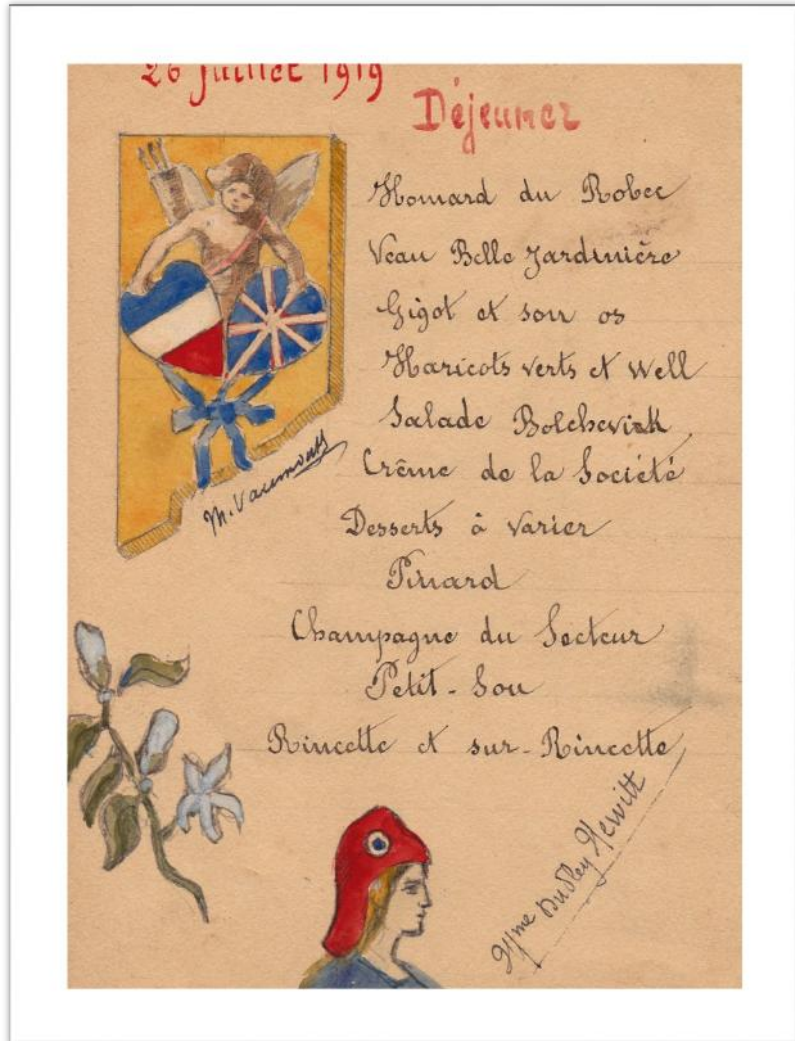 26 Juillet 1919
Déjeuner
Homard du Robec
Veau Belle Jardinière
Gigot et son os
Haricots verts et Well
Salade Bolchevick
Crème de la Société
Desserts à varier
Pinard
Champagne du Secteur
Petit-Sou
Rincette et sur-Rincette
Mme Dudley Hewitt